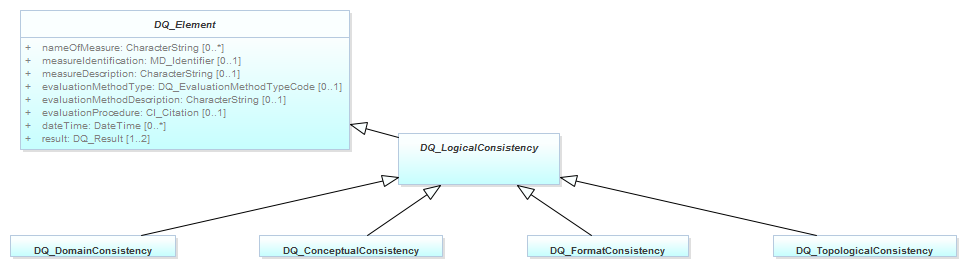 DQ_Element
+ nameOfMeasure: CharacterString [0..*]
+ measureIdentification: MD_Identifier [0..1]
+ measureDescription: CharacterString [0..1]
+ evaluationMethodType: DQ_EvaluationMethodTypeCode [0..1]
+ evaluationMethodDescription: CharacterString [0..1]
+ evaluationProcedure: CI_Citation [0..1]
+ dateTime: DateTime [0..*]
+ result: DQ_Result [1..2]
DQ_LogicalConsistency
DQ_DomainConsistency
DQ_ConceptualConsistency
DQ_FormatConsistency
DQ_TopologicalConsistency